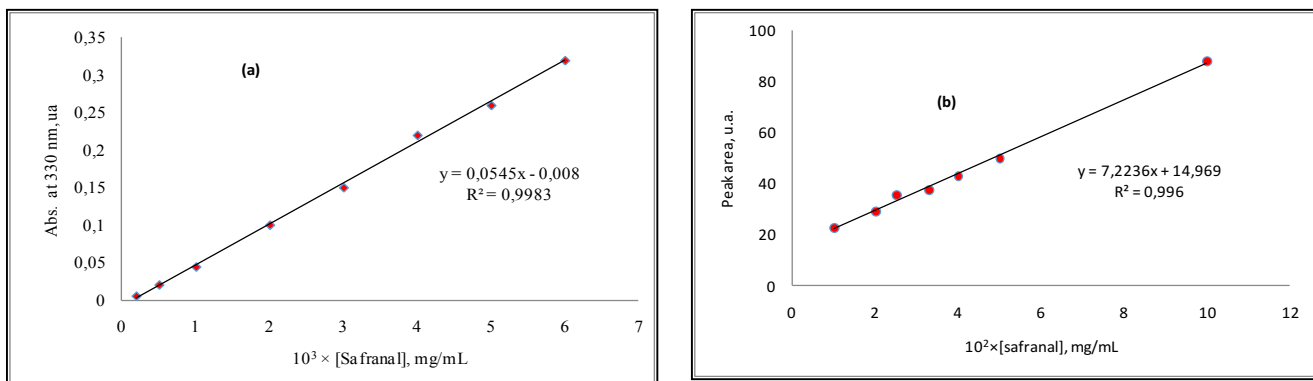 0,35
0,3
0,25
0,2
0,15
0,1
0,05
0
(a)
y = 0,0545x - 0,008
R² = 0,9983
Abs. at 330 nm, ua
0 1 2 3 4 5 6 7
10³ × [Safranal], mg/mL
100
80
60
40
20
0
(b)
y = 7,2236x + 14,969
R² = 0,996
Peak area, u.a.
0 2 4 6 8 10 12
10²×[safranal], mg/mL